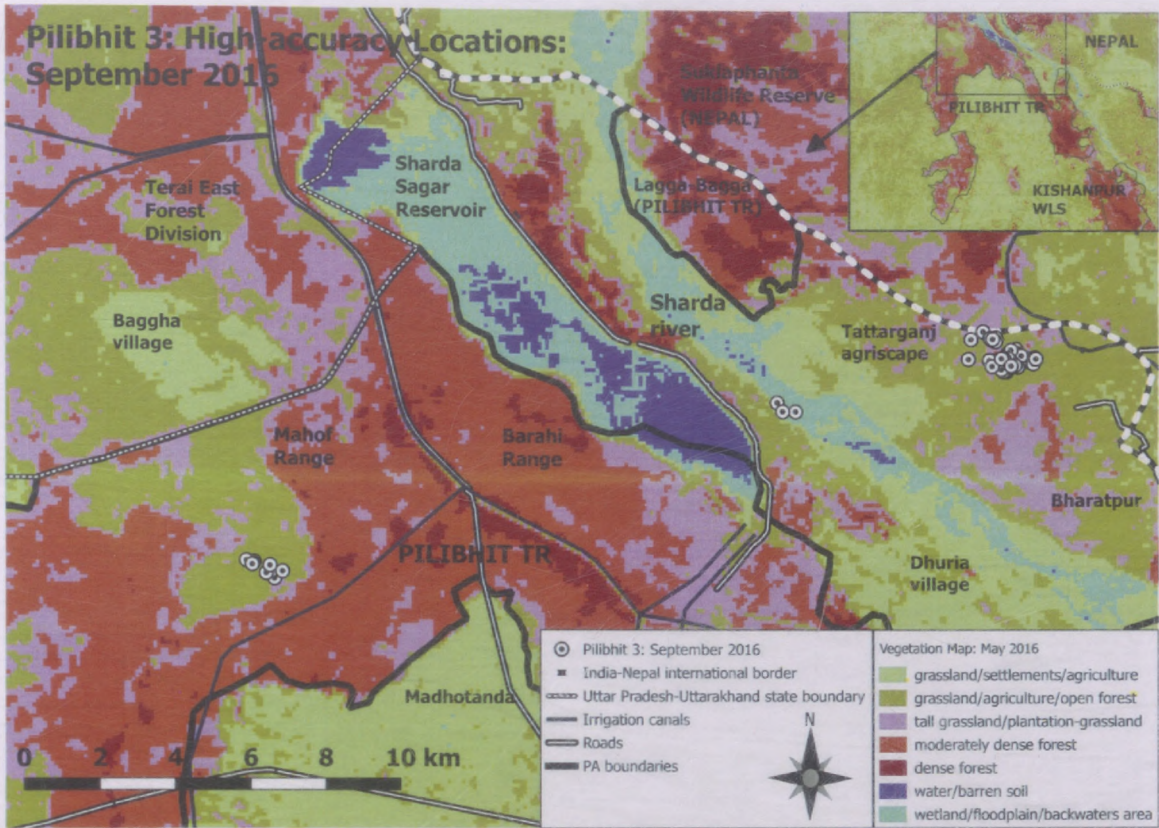 Pilibhit 3: High-accuracy Locations:
September 2016
NEPAL
PILIBHIT TR
KISHANPUR
WLS
Suklaphanta
Wildlife Reserve
(NEPAL)
Terai East
Forest
Division
Sharda
Sagar
Reservoir
Lagga-Bagga
(PILIBHIT TR)
Baggha
village
Sharda
river
Tattarganj
agriscape
Mahof
Range
Barahi
Range
Bharatpur
PILIBHIT TR
Dhuria
village
Madhotanda
0 2 4 6 8 10 km
Pilibhit 3: September 2016
India-Nepal international border
Uttar Pradesh-Uttarakhand state boundary
Irrigation canals
Roads
PA boundaries
N
Vegetation Map: May 2016
grassland/settlements/agriculture
grassland/agriculture/open forest
tall grassland/plantation-grassland
moderately dense forest
dense forest
water/barren soil
wetland/floodplain/backwaters area